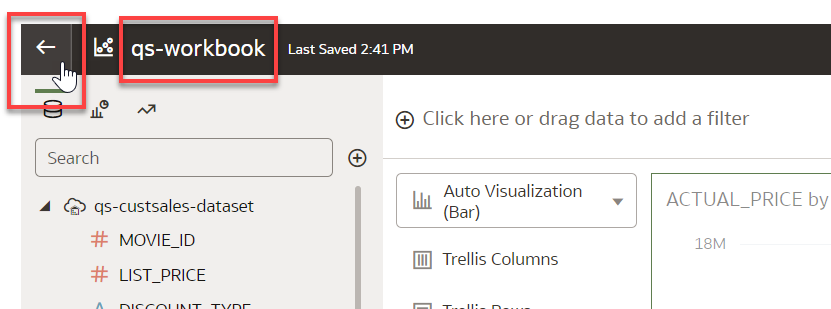 qs-workbook Last Saved 2:41 PM
Click here or drag data to add a filter
Search
qs-custsales-dataset
MOVIE_ID
LIST_PRICE
DISCOUNT_TYPE
Auto Visualization
(Bar)
Trellis Columns
Trellis Rows
ACTUAL_PRICE by
18M